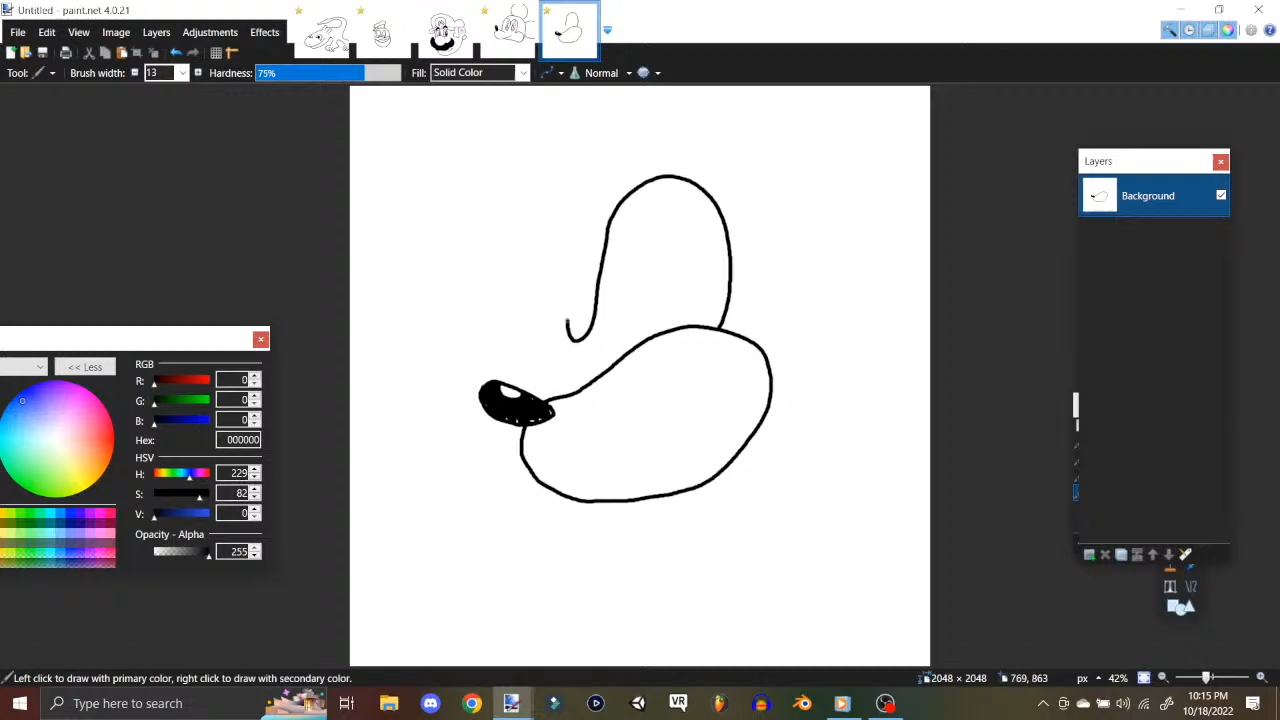 Untitled - paint.net 4.0.21
File Edit View Image Layers Adjustments Effects
Tool: Brush width: 13 Hardness: 75% Fill: Solid Color Normal
Layers
Background
<< Less
RGB
R: 0
G: 0
B: 0
Hex: 000000
HSV
H: 229
S: 82
V: 0
Opacity - Alpha
255
Left click to draw with primary color, right click to draw with secondary color.
2048 × 2048 769, 863 px 42%
Type here to search
VR
10:15 PM
10/18/2022